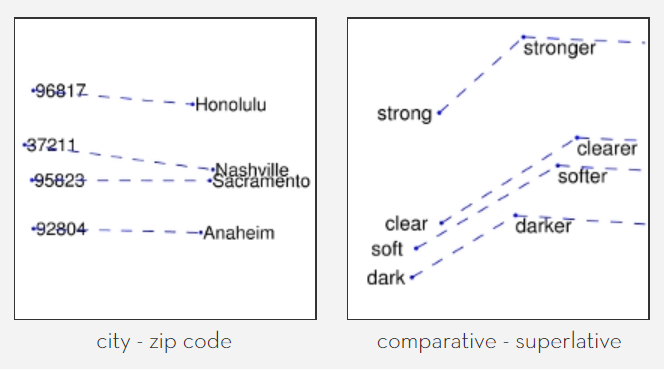 96817
Honolulu
37211
Nashville
95823
Sacramento
92804
Anaheim
city - zip code
stronger
strong
clearer
softer
clear
darker
soft
dark
comparative - superlative